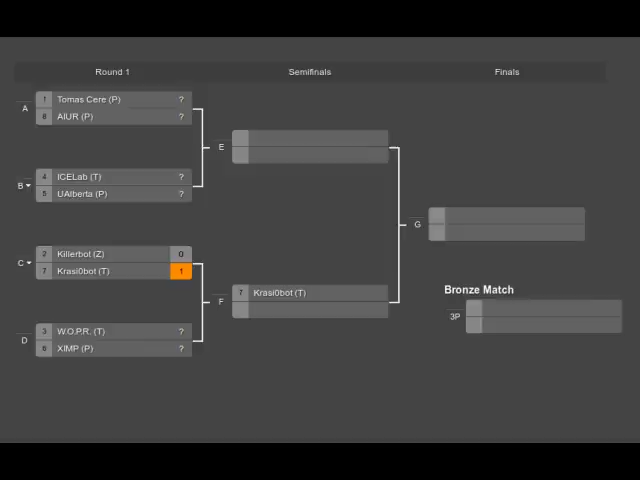 Round 1 Semifinals Finals
A
1 Tomas Cere (P) ?
8 AIUR (P) ?
B
4 ICELab (T) ?
5 UAlberta (P) ?
C
2 Killerbot (Z) 0
7 Krasi0bot (T) 1
D
3 W.O.P.R. (T) ?
6 XIMP (P) ?
E
F
7 Krasi0bot (T)
G
Bronze Match
3P